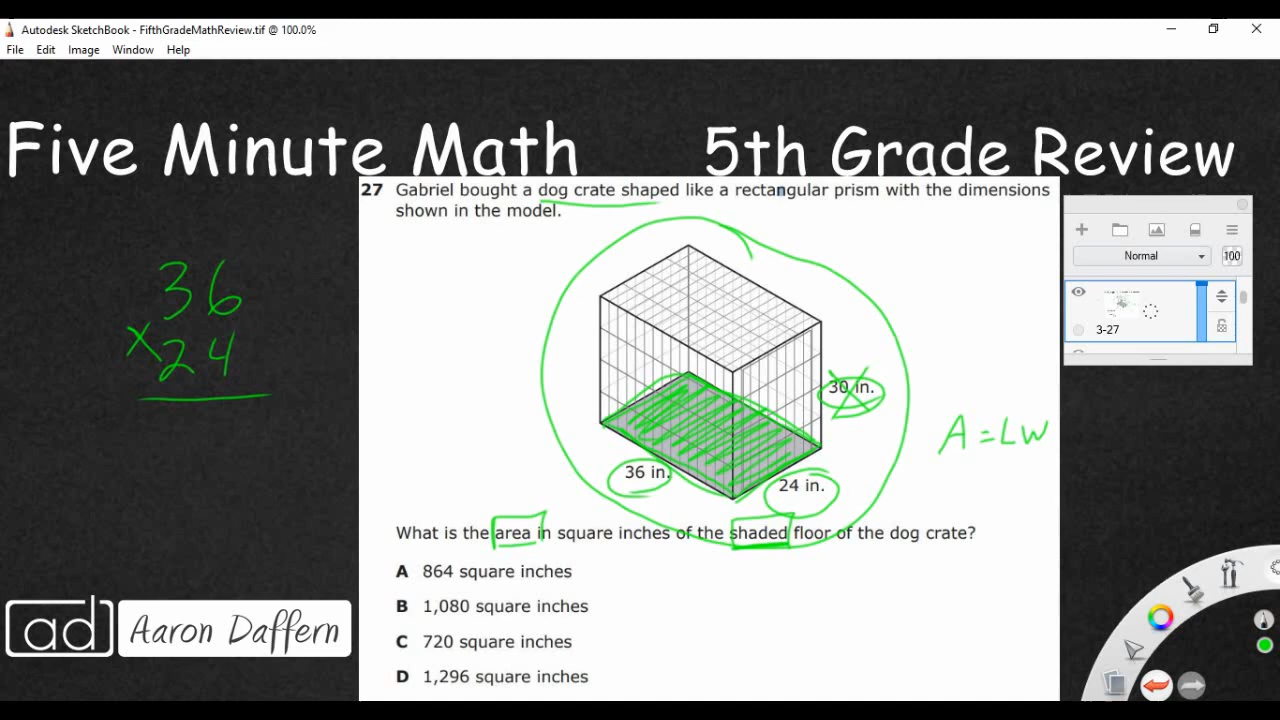 Autodesk SketchBook - FifthGradeMathReview.tif @ 100.0%
File Edit Image Window Help
Five Minute Math 5th Grade Review
27 Gabriel bought a dog crate shaped like a rectangular prism with the dimensions
shown in the model.
36
x 24
30 in.
36 in.
24 in.
A = LW
What is the area in square inches of the shaded floor of the dog crate?
A 864 square inches
B 1,080 square inches
C 720 square inches
D 1,296 square inches
Normal
100
3-27
ad Aaron Daffern